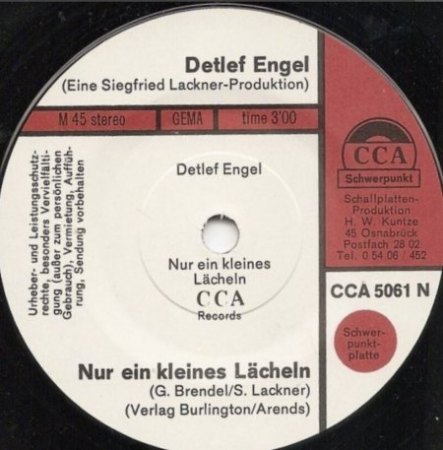 Detlef Engel
(Eine Siegfried Lackner-Produktion)
M 45 stereo
GEMA
time 3'00
CCA
Schwerpunkt
Schallplatten-
Produktion
H. W. Kuntze
45 Osnabrück
Postfach 28 02
Tel. 0 54 06 / 452
CCA 5061 N
Schwer-
punkt-
platte
Urheber- und Leistungsschutz-
rechte, besonders Vervielfälti-
gung (außer zum persönlichen
Gebrauch), Vermietung, Auffüh-
rung, Sendung vorbehalten
Detlef Engel
Nur ein kleines
Lächeln
CCA
Records
Nur ein kleines Lächeln
(G. Brendel/S. Lackner)
(Verlag Burlington/Arends)